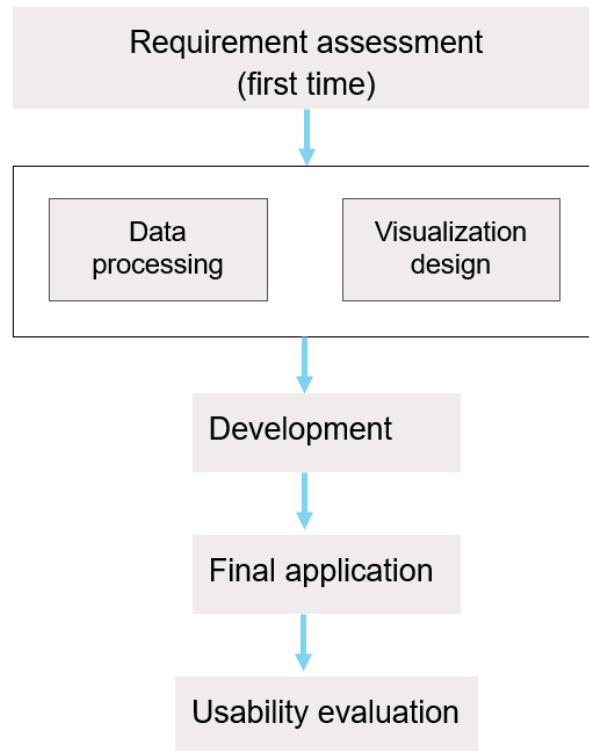 Requirement assessment
(first time)
Data
processing
Visualization
design
Development
Final application
Usability evaluation